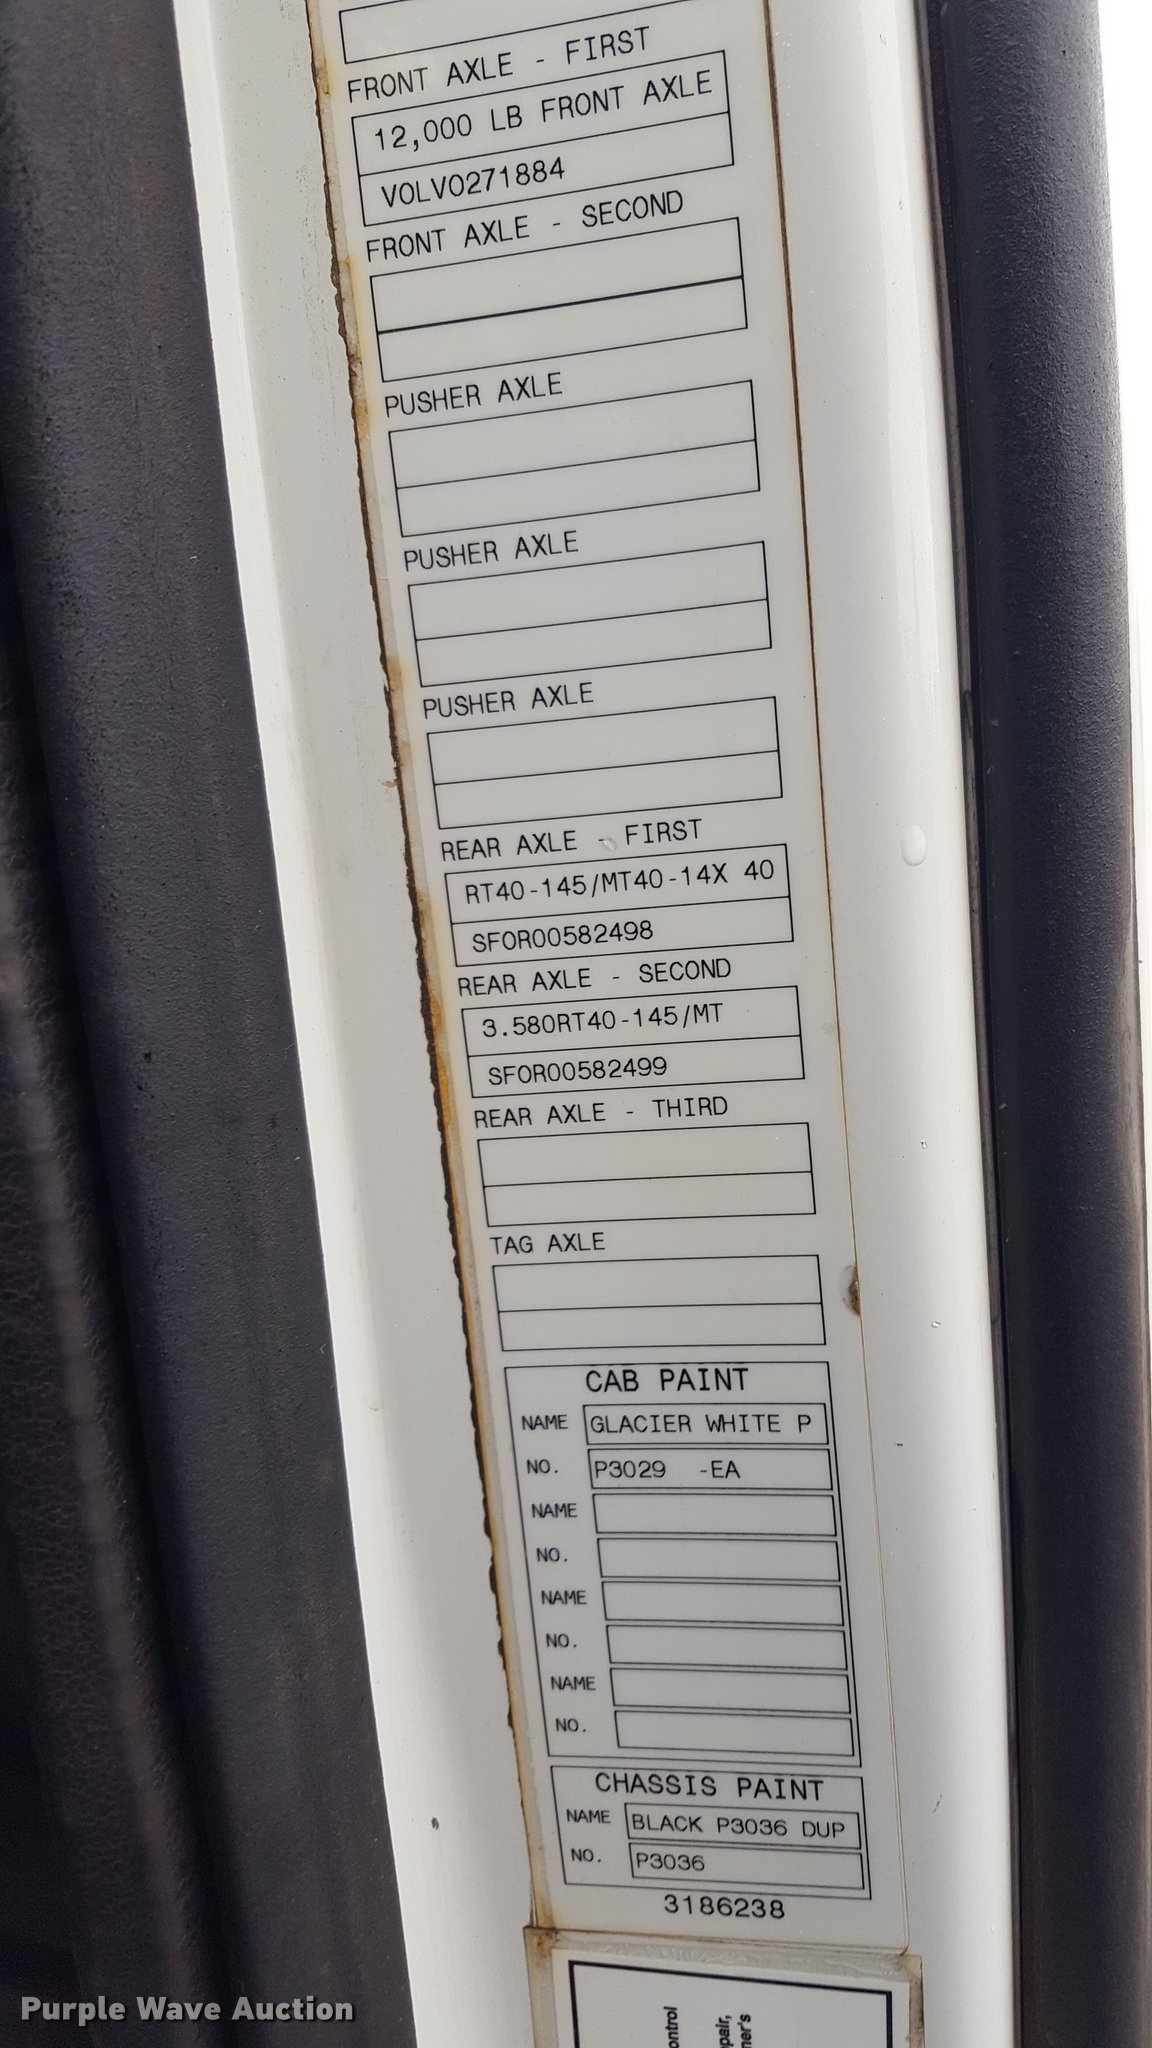 FRONT AXLE - FIRST
12,000 LB FRONT AXLE
VOLVO271884
FRONT AXLE - SECOND
PUSHER AXLE
PUSHER AXLE
PUSHER AXLE
REAR AXLE - FIRST
RT40-145/MT40-14X 40
SFOR00582498
REAR AXLE - SECOND
3.580RT40-145/MT
SFOR00582499
REAR AXLE - THIRD
TAG AXLE
CAB PAINT
NAME GLACIER WHITE P
NO. P3029 -EA
NAME
NO.
NAME
NO.
NAME
NO.
CHASSIS PAINT
NAME BLACK P3036 DUP
NO. P3036
3186238
Purple Wave Auction